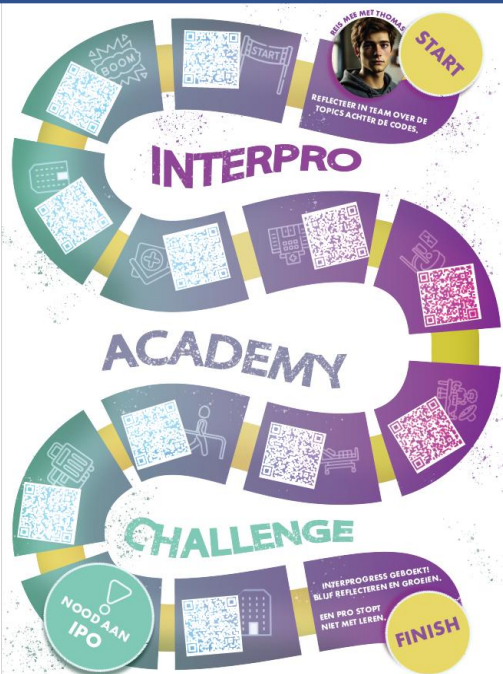 REIS MEE MET THOMAS
START
REFLECTEER IN TEAM OVER DE
TOPICS ACHTER DE CODES.
START
BOOM
INTERPRO
ACADEMY
CHALLENGE
NOOD AAN
IPO
INTERPROGRESS GEBOEKT!
BLIJF REFLECTEREN EN GROEIEN.
EEN PRO STOPT
NIET MET LEREN.
FINISH